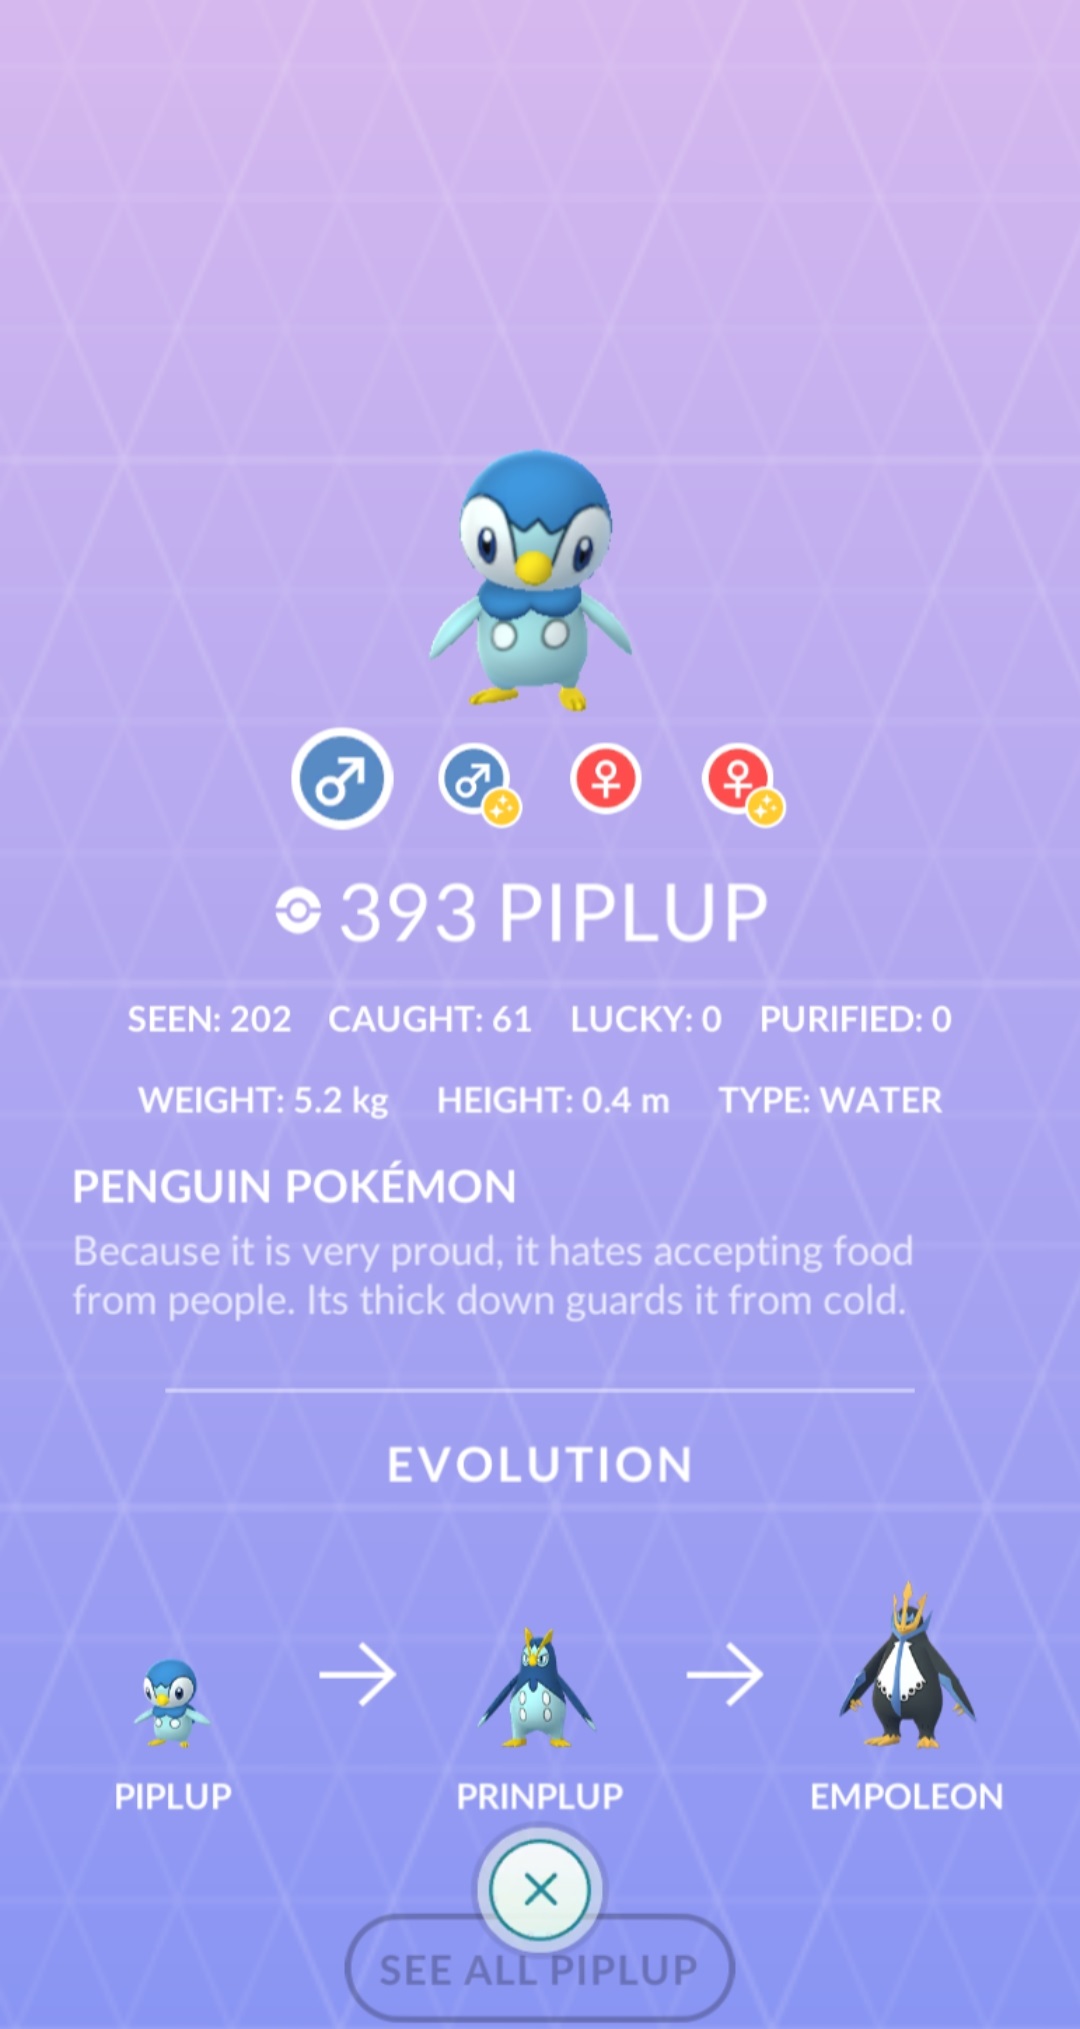 393 PIPLUP
SEEN: 202 CAUGHT: 61 LUCKY: 0 PURIFIED: 0
WEIGHT: 5.2 kg HEIGHT: 0.4 m TYPE: WATER
PENGUIN POKÉMON
Because it is very proud, it hates accepting food
from people. Its thick down guards it from cold.
EVOLUTION
PIPLUP PRINPLUP EMPOLEON
SEE ALL PIPLUP